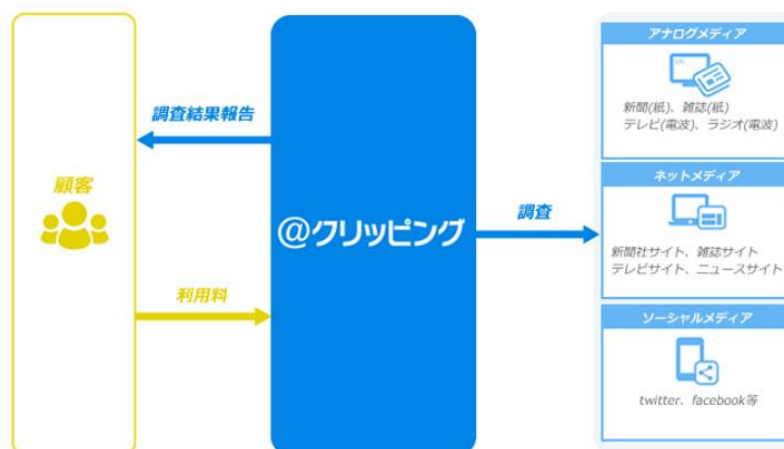 顧客
調査結果報告
利用料
@クリッピング
調査
アナログメディア
新聞(紙)、雑誌(紙)
テレビ(電波)、ラジオ(電波)
ネットメディア
新聞社サイト、雑誌サイト
テレビサイト、ニュースサイト
ソーシャルメディア
twitter、facebook等